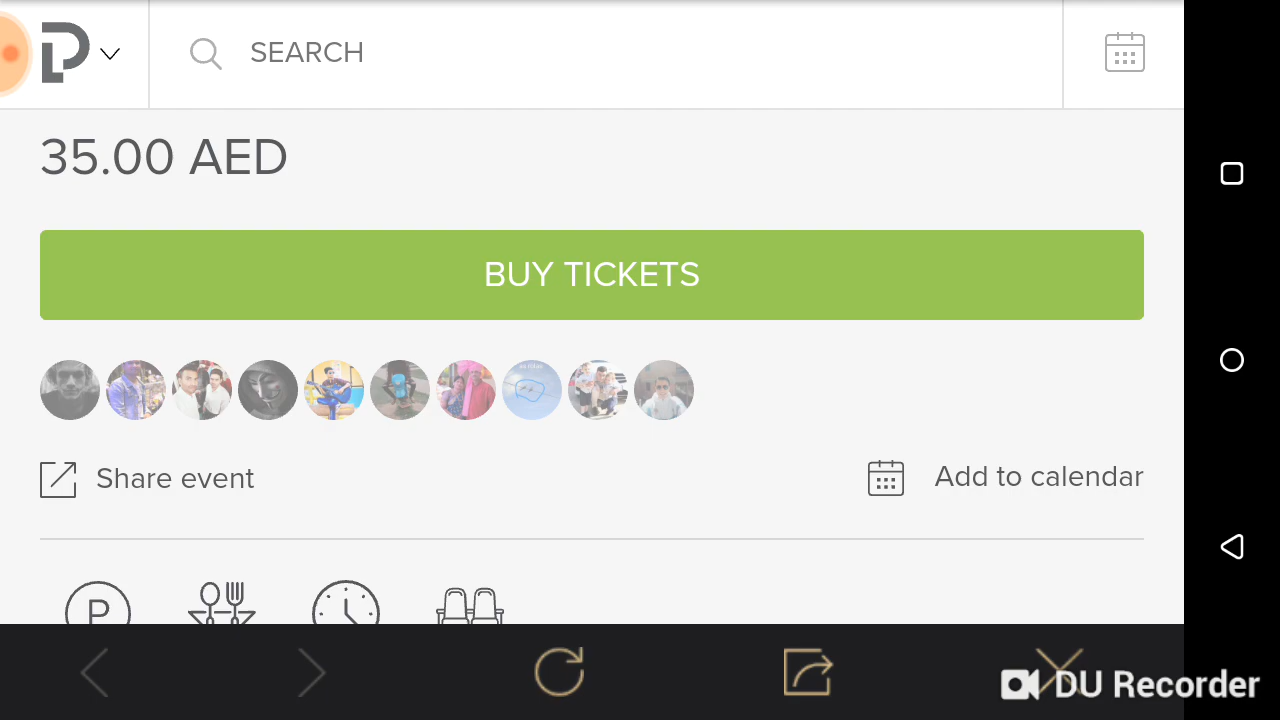 SEARCH
35.00 AED
BUY TICKETS
Share event
Add to calendar
P
DU Recorder